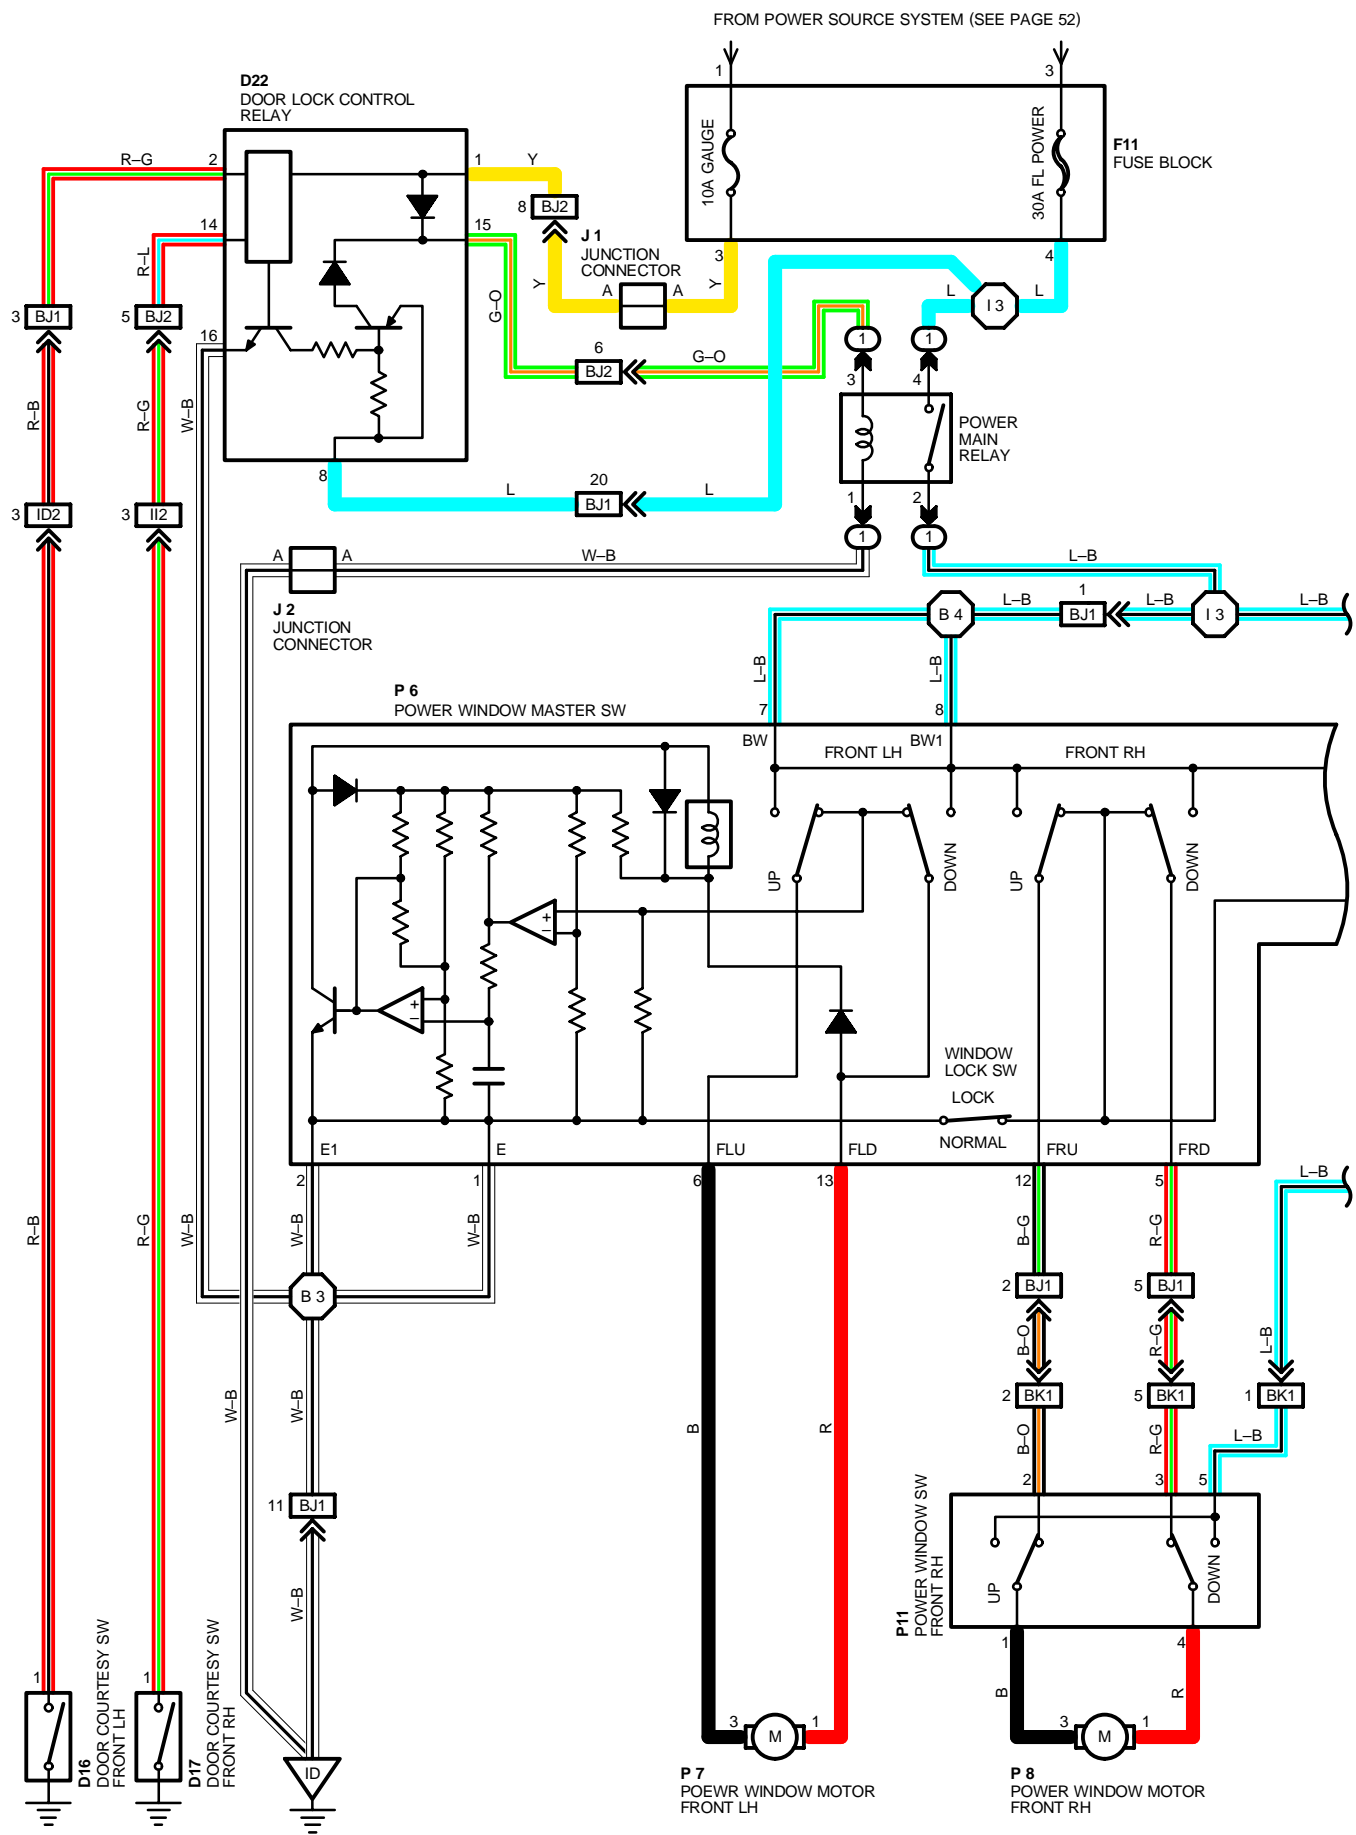 FROM POWER SOURCE SYSTEM (SEE PAGE 52)
1
3
D22
DOOR LOCK CONTROL
RELAY
10A GAUGE
30A FL POWER
F11
FUSE BLOCK
R–G
2
1
Y
14
8
BJ2
15
J 1
JUNCTION
CONNECTOR
3
4
R–L
Y
A
A
Y
G–O
L
I 3
L
3
BJ1
5
BJ2
16
1
1
6
BJ2
G–O
3
4
R–B
R–G
W–B
POWER
MAIN
RELAY
8
L
20
BJ1
L
1
2
3
ID2
3
II2
1
1
A
A
W–B
L–B
J 2
JUNCTION
CONNECTOR
B 4
L–B
1
BJ1
L–B
I 3
L–B
L–B
L–B
P 6
POWER WINDOW MASTER SW
7
8
BW
BW1
FRONT LH
FRONT RH
UP
DOWN
UP
DOWN
+
–
+
–
WINDOW
LOCK SW
LOCK
NORMAL
E1
E
FLU
FLD
FRU
FRD
2
1
6
13
12
5
L–B
R–B
R–G
W–B
W–B
W–B
B–G
R–G
B 3
2
BJ1
5
BJ1
B–O
R–G
L–B
2
BK1
5
BK1
1
BK1
W–B
W–B
B
R
B–O
R–G
L–B
2
3
5
11
BJ1
P11
POWER WINDOW SW
FRONT RH
UP
DOWN
W–B
1
4
1
1
D16
DOOR COURTESY SW
FRONT LH
D17
DOOR COURTESY SW
FRONT RH
B
R
3
M
1
3
M
1
ID
P 7
POEWR WINDOW MOTOR
FRONT LH
P 8
POWER WINDOW MOTOR
FRONT RH